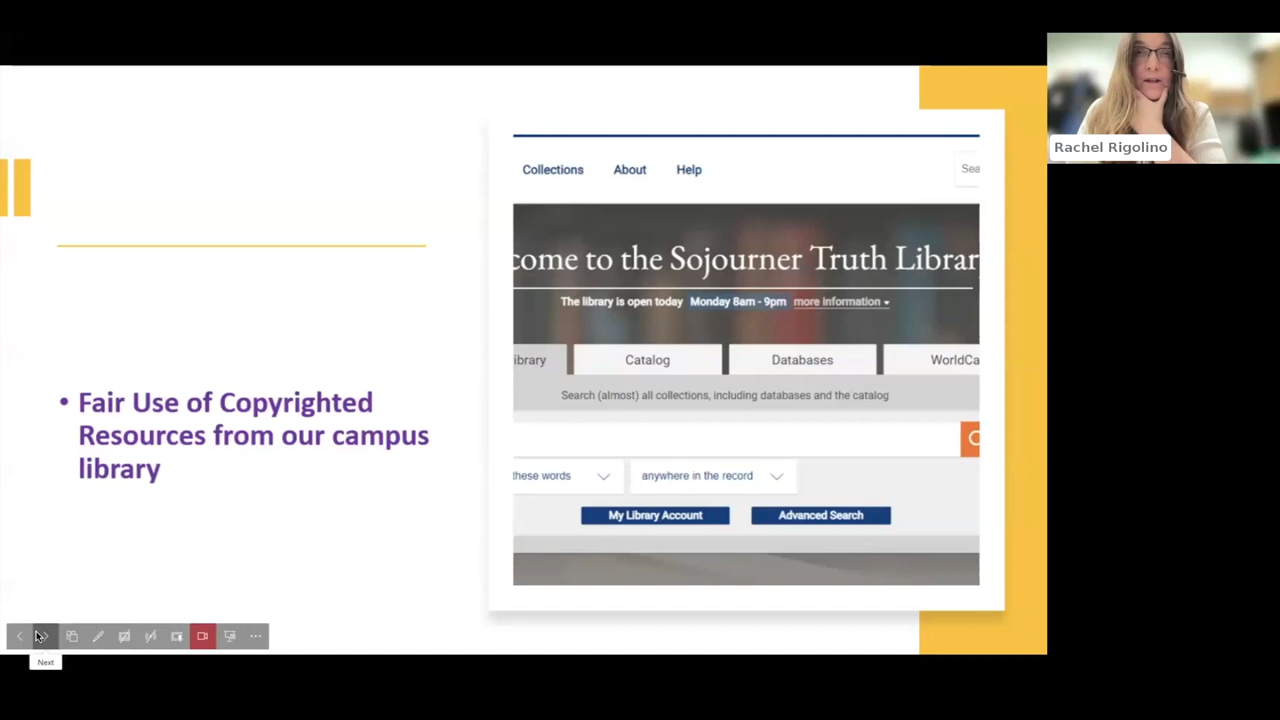 Rachel Rigolino
Collections About Help Sea
come to the Sojourner Truth Librar
The library is open today Monday 8am - 9pm more information
ibrary Catalog Databases WorldCa
Search (almost) all collections, including databases and the catalog
these words anywhere in the record
My Library Account Advanced Search
• Fair Use of Copyrighted
Resources from our campus
library
Next